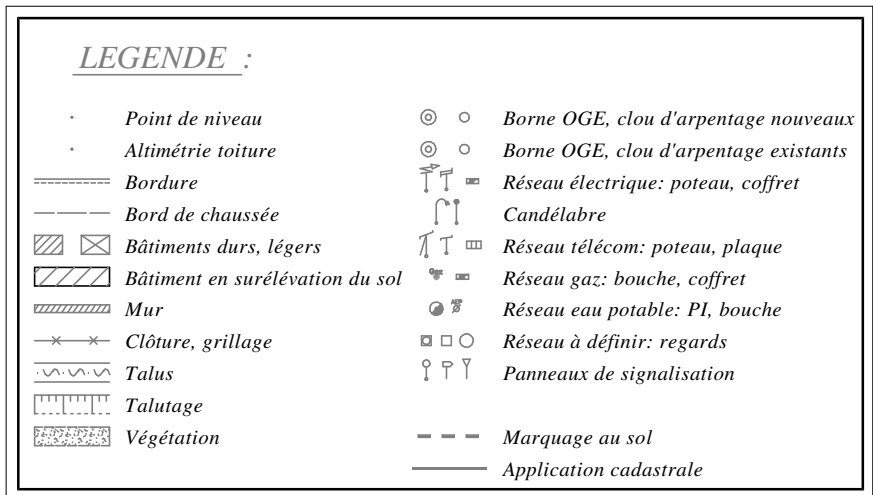 LEGENDE :
Point de niveau
Altimétrie toiture
Bordure
Bord de chaussée
Bâtiments durs, légers
Bâtiment en surélévation du sol
Mur
Clôture, grillage
Talus
Talutage
Végétation
Borne OGE, clou d'arpentage nouveaux
Borne OGE, clou d'arpentage existants
Réseau électrique: poteau, coffret
Candélabre
Réseau télécom: poteau, plaque
Gaz
Réseau gaz: bouche, coffret
AEP
Réseau eau potable: PI, bouche
Réseau à définir: regards
Panneaux de signalisation
Marquage au sol
Application cadastrale